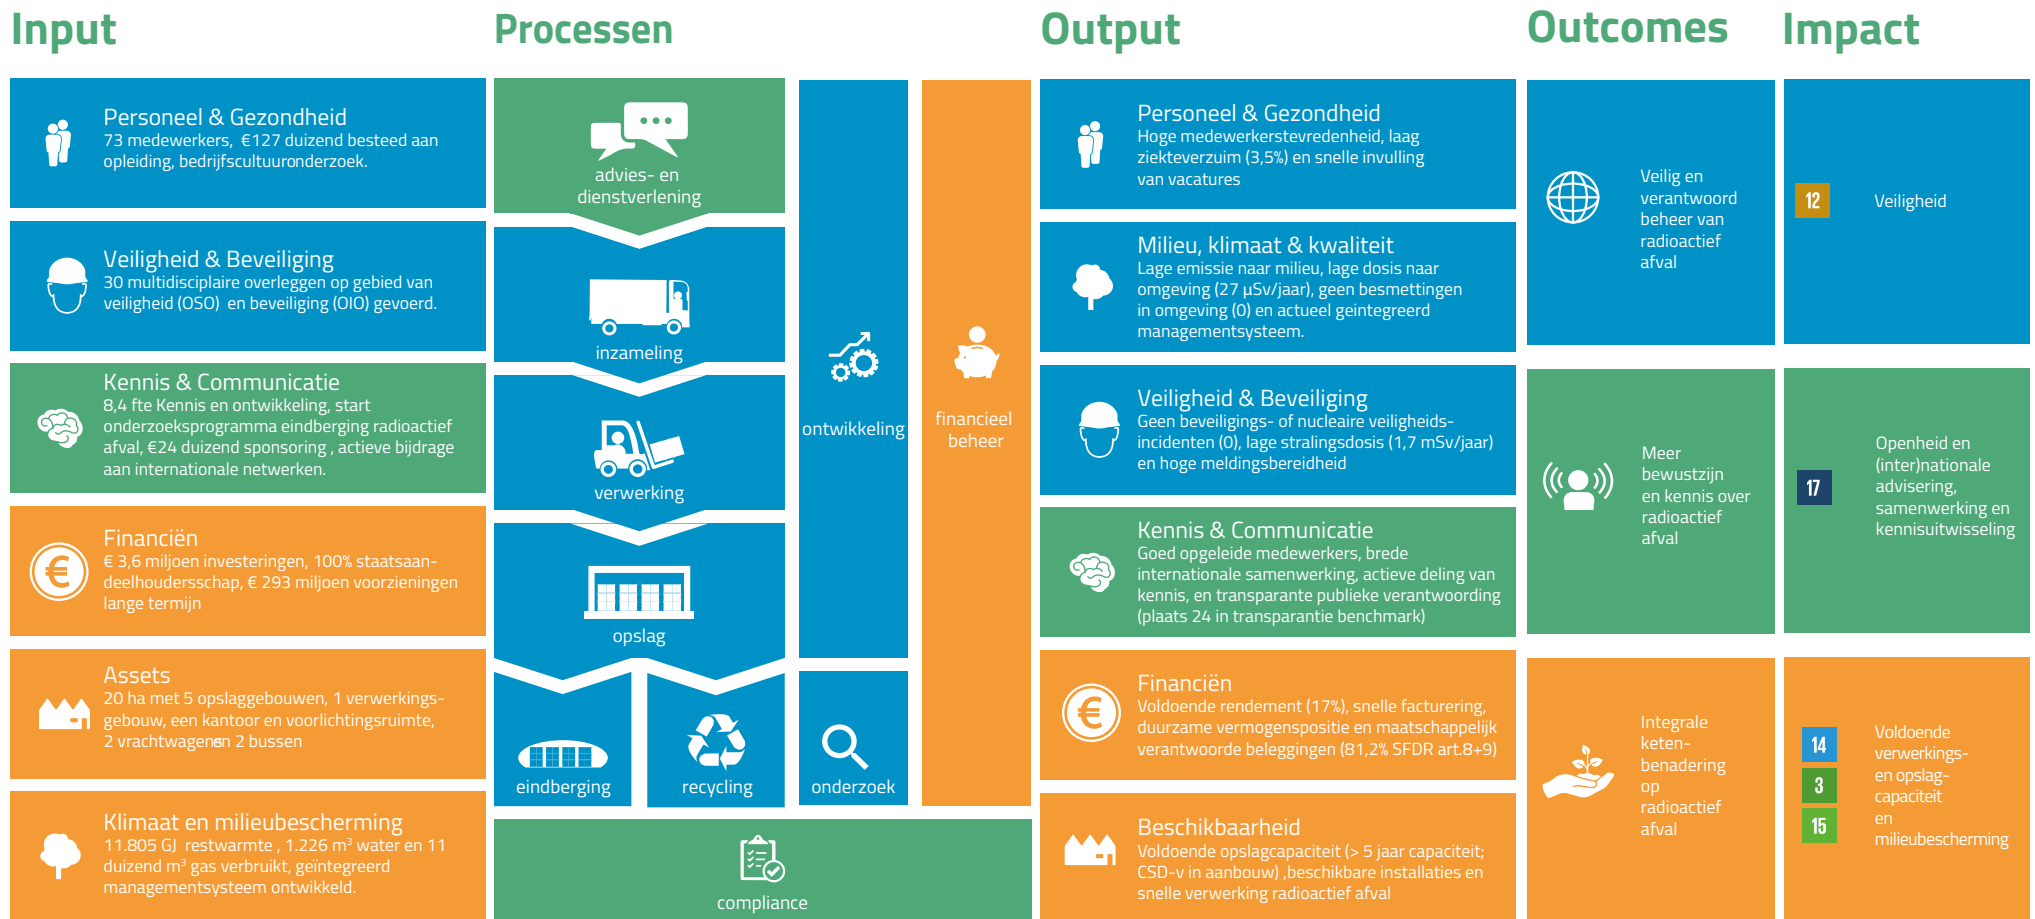 Input
Personeel & Gezondheid
73 medewerkers, €127 duizend besteed aan
opleiding, bedrijfscultuuronderzoek.
Veiligheid & Beveiliging
30 multidisciplaire overleggen op gebied van
veiligheid (OSO) en beveiliging (OIO) gevoerd.
Kennis & Communicatie
8,4 fte Kennis en ontwikkeling, start
onderzoeksprogramma eindberging radioactief
afval, €24 duizend sponsoring , actieve bijdrage
aan internationale netwerken.
Financiën
€ 3,6 miljoen investeringen, 100% staatsaan-
deelhoudersschap, € 293 miljoen voorzieningen
lange termijn
Assets
20 ha met 5 opslaggebouwen, 1 verwerkings-
gebouw, een kantoor en voorlichtingsruimte,
2 vrachtwagens en 2 bussen
Klimaat en milieubescherming
11.805 GJ restwarmte , 1.226 m³ water en 11
duizend m³ gas verbruikt, geïntegreerd
managementsysteem ontwikkeld.
Processen
advies- en
dienstverlening
inzameling
verwerking
opslag
eindberging
recycling
ontwikkeling
onderzoek
financieel
beheer
compliance
Output
Personeel & Gezondheid
Hoge medewerkerstevredenheid, laag
ziekteverzuim (3,5%) en snelle invulling
van vacatures
Milieu, klimaat & kwaliteit
Lage emissie naar milieu, lage dosis naar
omgeving (27 µSv/jaar), geen besmettingen
in omgeving (0) en actueel geintegreerd
managementsysteem.
Veiligheid & Beveiliging
Geen beveiligings- of nucleaire veiligheids-
incidenten (0), lage stralingsdosis (1,7 mSv/jaar)
en hoge meldingsbereidheid
Kennis & Communicatie
Goed opgeleide medewerkers, brede
internationale samenwerking, actieve deling van
kennis, en transparante publieke verantwoording
(plaats 24 in transparantie benchmark)
Financiën
Voldoende rendement (17%), snelle facturering,
duurzame vermogenspositie en maatschappelijk
verantwoorde beleggingen (81,2% SFDR art.8+9)
Beschikbaarheid
Voldoende opslagcapaciteit (> 5 jaar capaciteit;
CSD-v in aanbouw) ,beschikbare installaties en
snelle verwerking radioactief afval
Outcomes
Veilig en
verantwoord
beheer van
radioactief
afval
Meer
bewustzijn
en kennis over
radioactief
afval
Integrale
keten-
benadering
op
radioactief
afval
Impact
12
Veiligheid
17
Openheid en
(inter)nationale
advisering,
samenwerking en
kennisuitwisseling
14
3
15
Voldoende
verwerkings-
en opslag-
capaciteit
en
milieubescherming